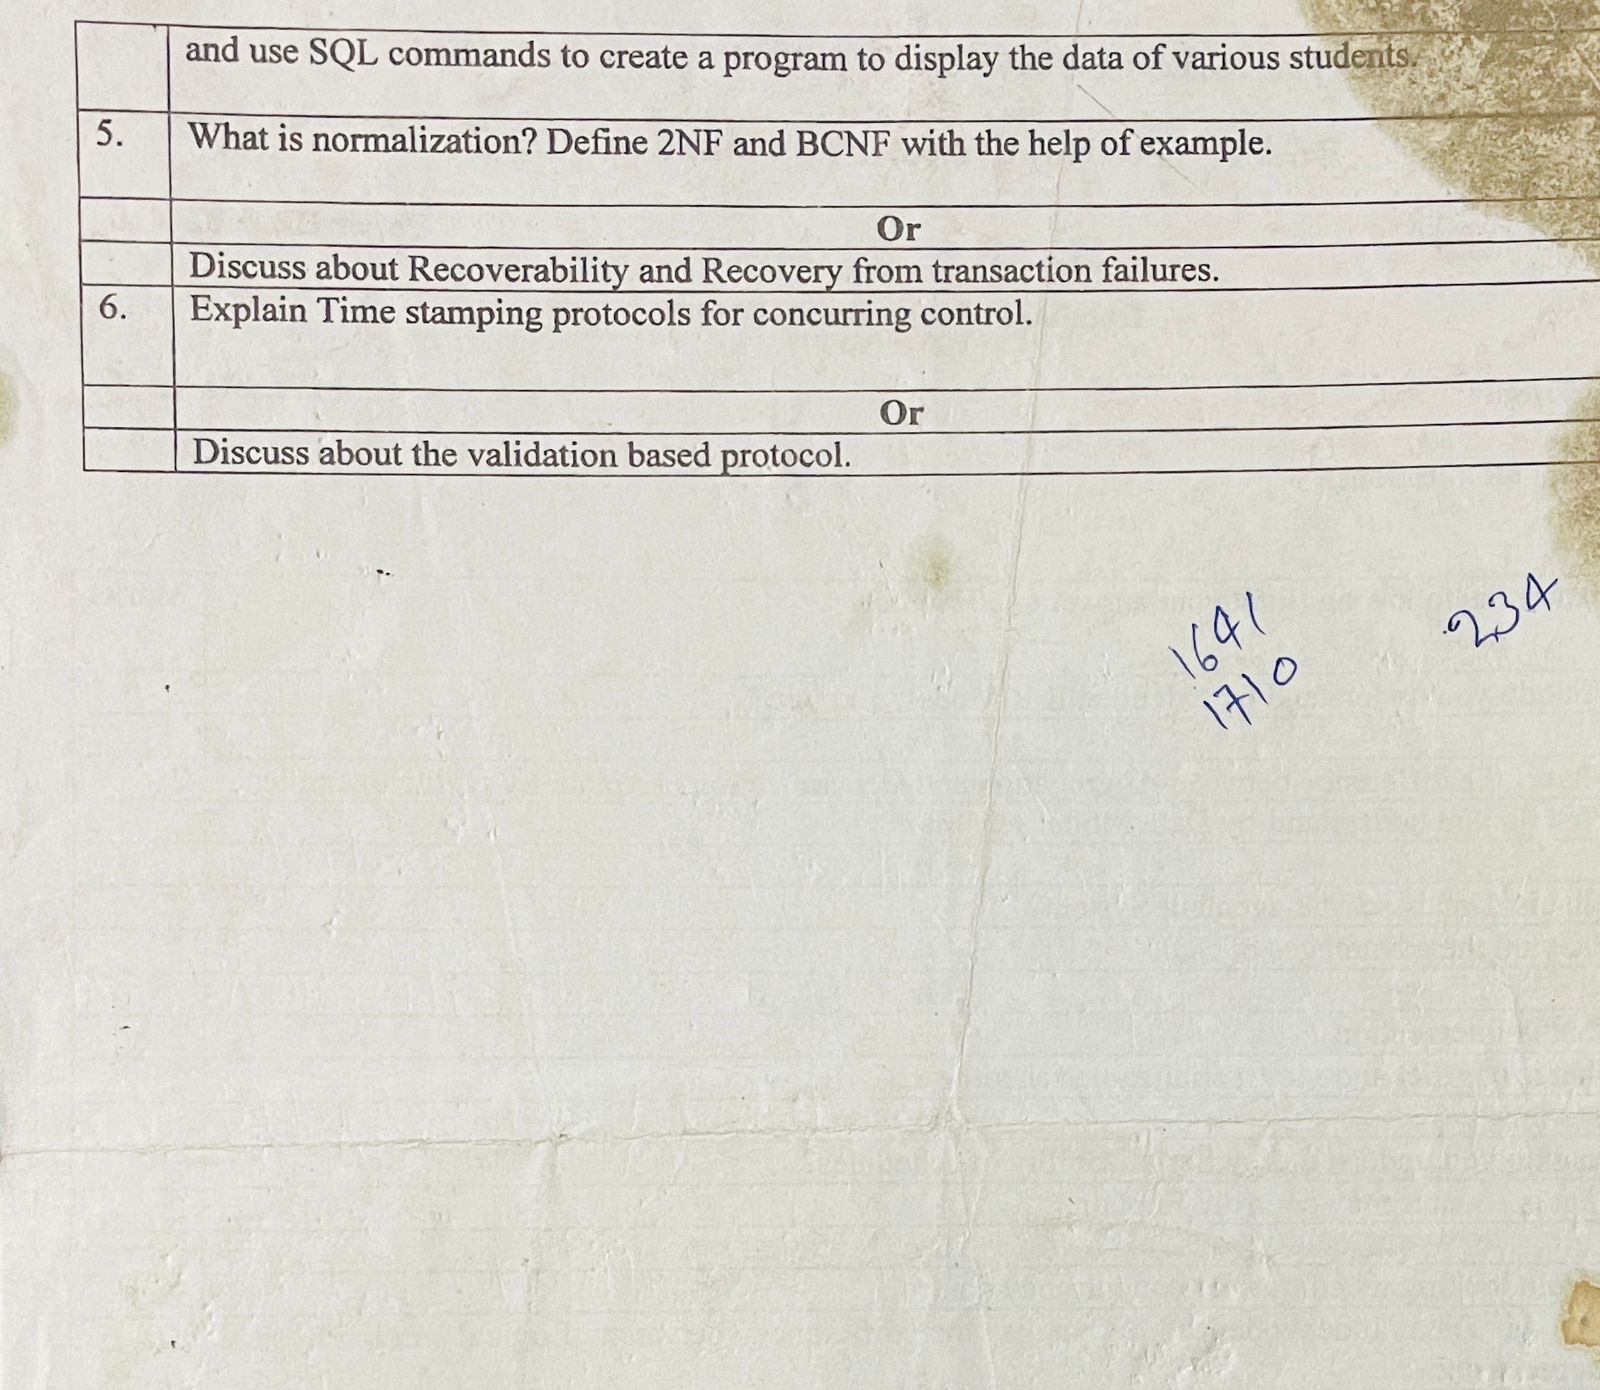 and use SQL commands to create a program to display the data of various students.
5. What is normalization? Define 2NF and BCNF with the help of example.
Or
Discuss about Recoverability and Recovery from transaction failures.
6. Explain Time stamping protocols for concurring control.
Or
Discuss about the validation based protocol.
1641
1710
234